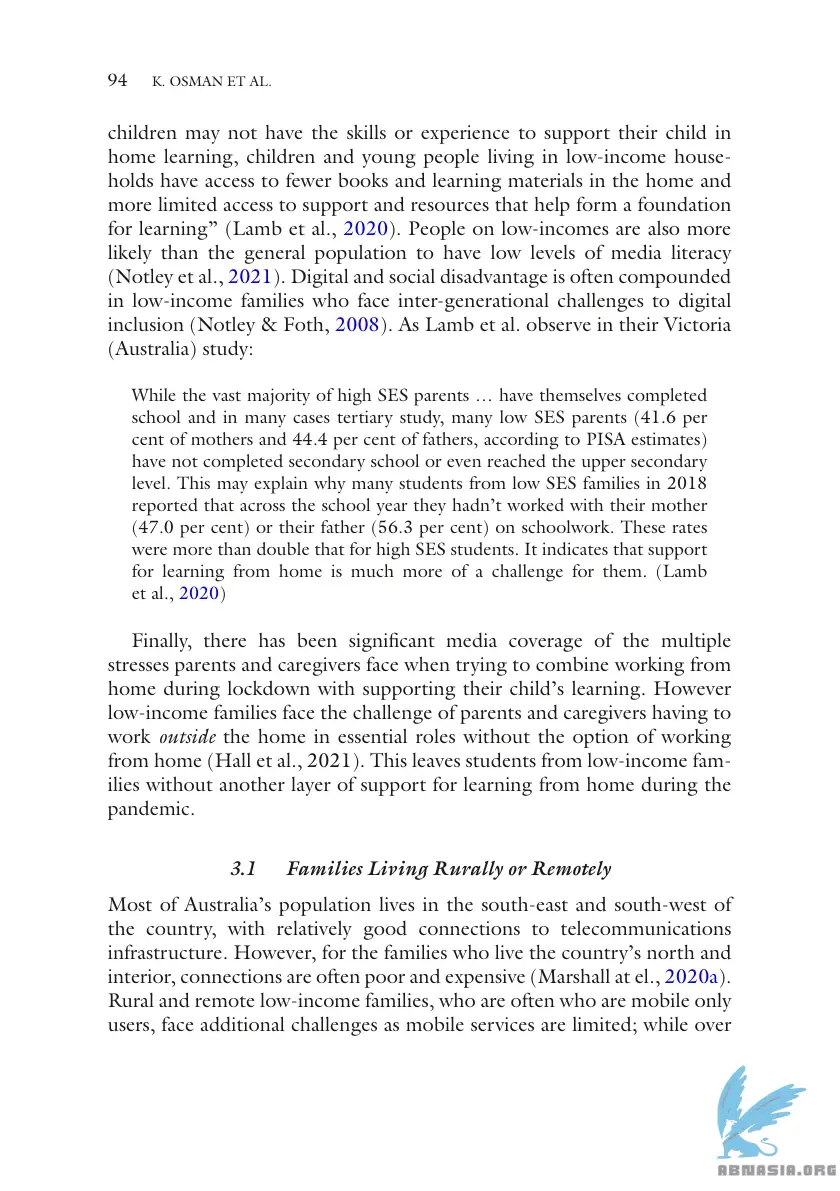 94 K. OSMAN ET AL.
children may not have the skills or experience to support their child in
home learning, children and young people living in low-income house-
holds have access to fewer books and learning materials in the home and
more limited access to support and resources that help form a foundation
for learning” (Lamb et al., 2020). People on low-incomes are also more
likely than the general population to have low levels of media literacy
(Notley et al., 2021). Digital and social disadvantage is often compounded
in low-income families who face inter-generational challenges to digital
inclusion (Notley & Foth, 2008). As Lamb et al. observe in their Victoria
(Australia) study:
While the vast majority of high SES parents … have themselves completed
school and in many cases tertiary study, many low SES parents (41.6 per
cent of mothers and 44.4 per cent of fathers, according to PISA estimates)
have not completed secondary school or even reached the upper secondary
level. This may explain why many students from low SES families in 2018
reported that across the school year they hadn’t worked with their mother
(47.0 per cent) or their father (56.3 per cent) on schoolwork. These rates
were more than double that for high SES students. It indicates that support
for learning from home is much more of a challenge for them. (Lamb
et al., 2020)
Finally, there has been significant media coverage of the multiple
stresses parents and caregivers face when trying to combine working from
home during lockdown with supporting their child’s learning. However
low-income families face the challenge of parents and caregivers having to
work outside the home in essential roles without the option of working
from home (Hall et al., 2021). This leaves students from low-income fam-
ilies without another layer of support for learning from home during the
pandemic.
3.1 Families Living Rurally or Remotely
Most of Australia’s population lives in the south-east and south-west of
the country, with relatively good connections to telecommunications
infrastructure. However, for the families who live the country’s north and
interior, connections are often poor and expensive (Marshall at el., 2020a).
Rural and remote low-income families, who are often who are mobile only
users, face additional challenges as mobile services are limited; while over
ABNASIA.ORG